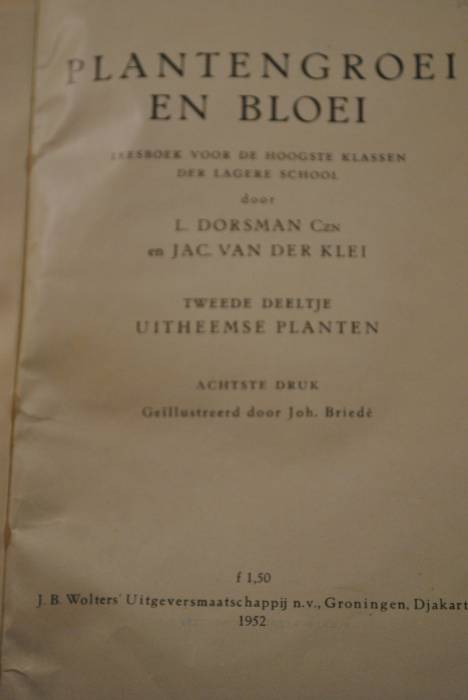 PLANTENGROEI
EN BLOEI
LEESBOEK VOOR DE HOOGSTE KLASSEN
DER LAGERE SCHOOL
door
L. DORSMAN Czn
en JAC. VAN DER KLEI
TWEEDE DEELTJE
UITHEEMSE PLANTEN
ACHTSTE DRUK
Geïllustreerd door Joh. Briedé
f 1,50
J. B. Wolters' Uitgeversmaatschappij n.v., Groningen, Djakart
1952